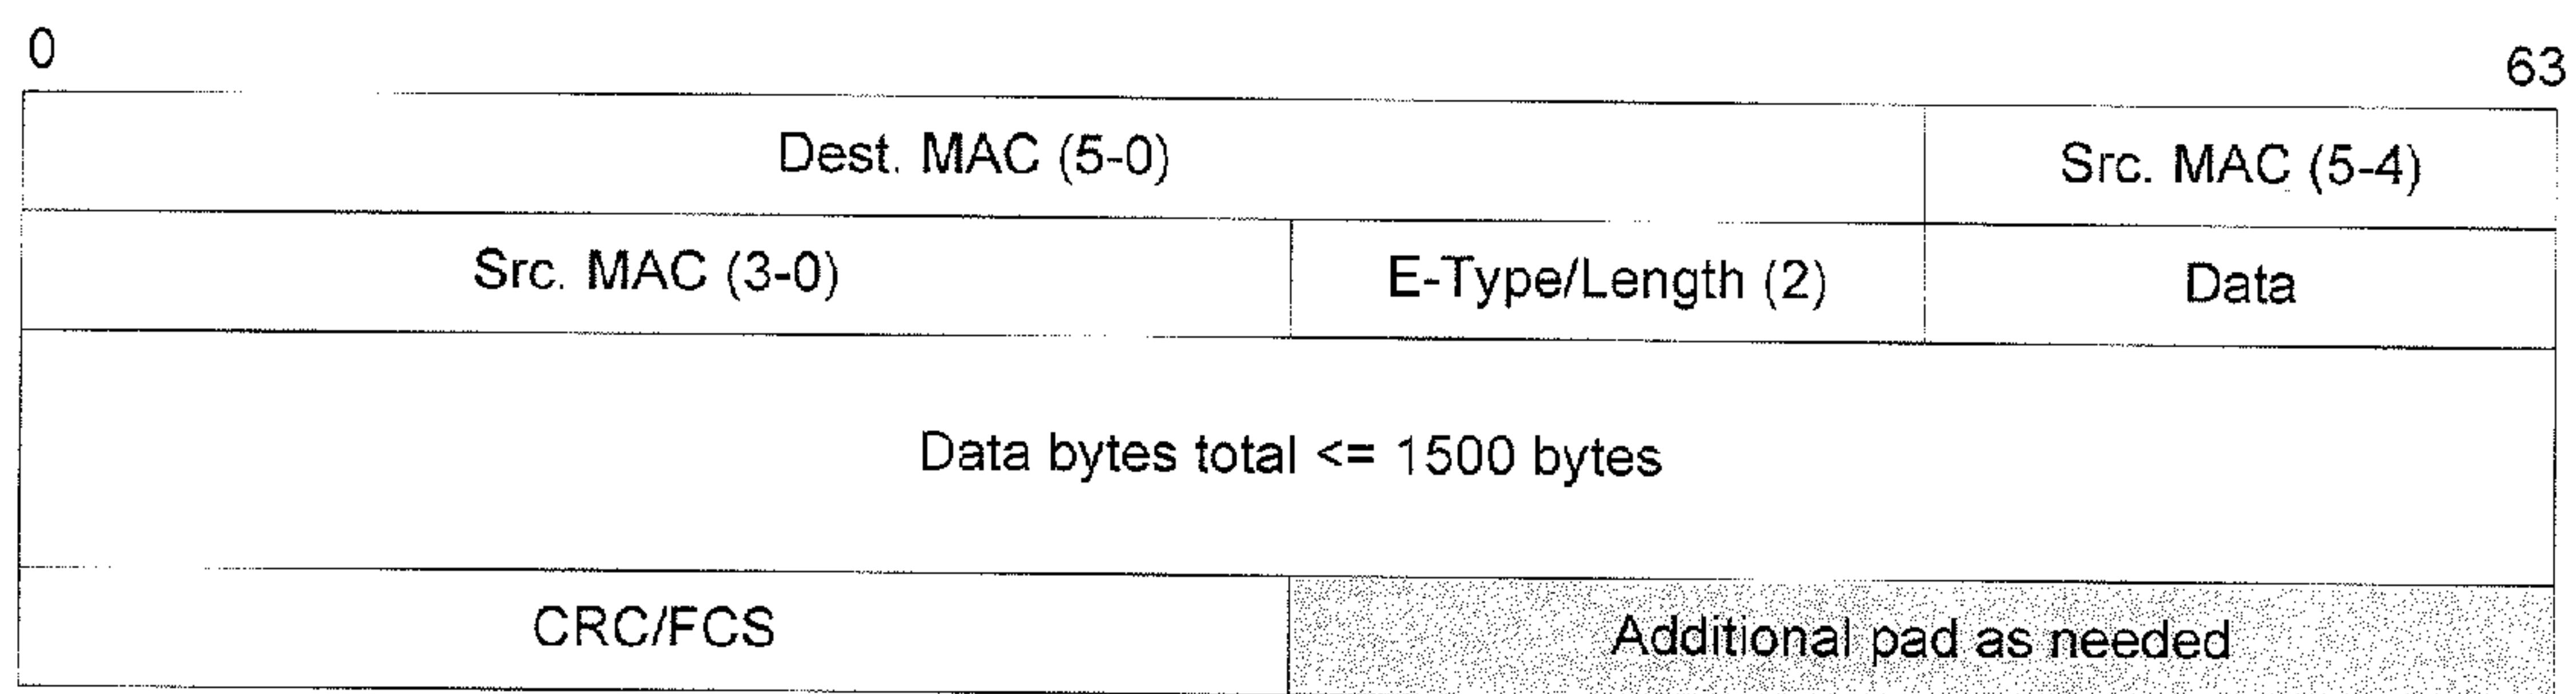 0 63
Dest. MAC (5-0) Src. MAC (5-4)
Src. MAC (3-0) E-Type/Length (2) Data
Data bytes total <= 1500 bytes
CRC/FCS Additional pad as needed